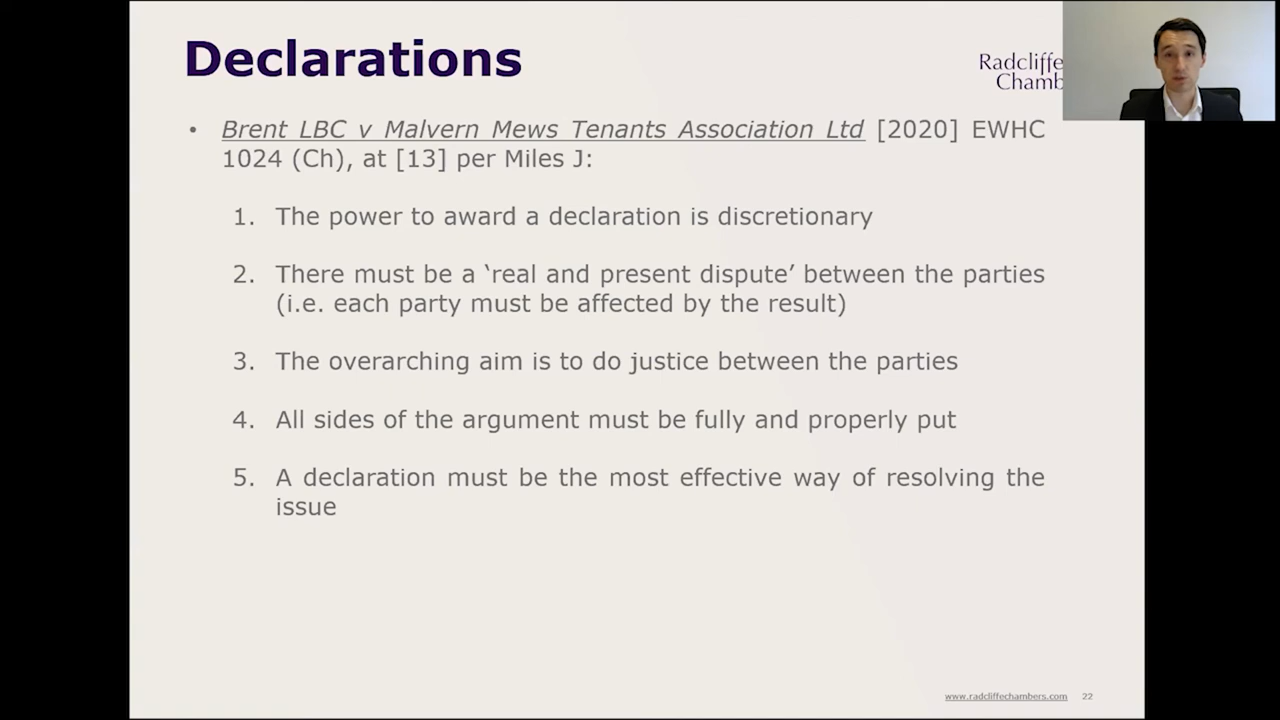 Declarations
Radcliffe
Chamb
• Brent LBC v Malvern Mews Tenants Association Ltd [2020] EWHC
1024 (Ch), at [13] per Miles J:
1. The power to award a declaration is discretionary
2. There must be a ‘real and present dispute’ between the parties
(i.e. each party must be affected by the result)
3. The overarching aim is to do justice between the parties
4. All sides of the argument must be fully and properly put
5. A declaration must be the most effective way of resolving the
issue
www.radcliffechambers.com 22